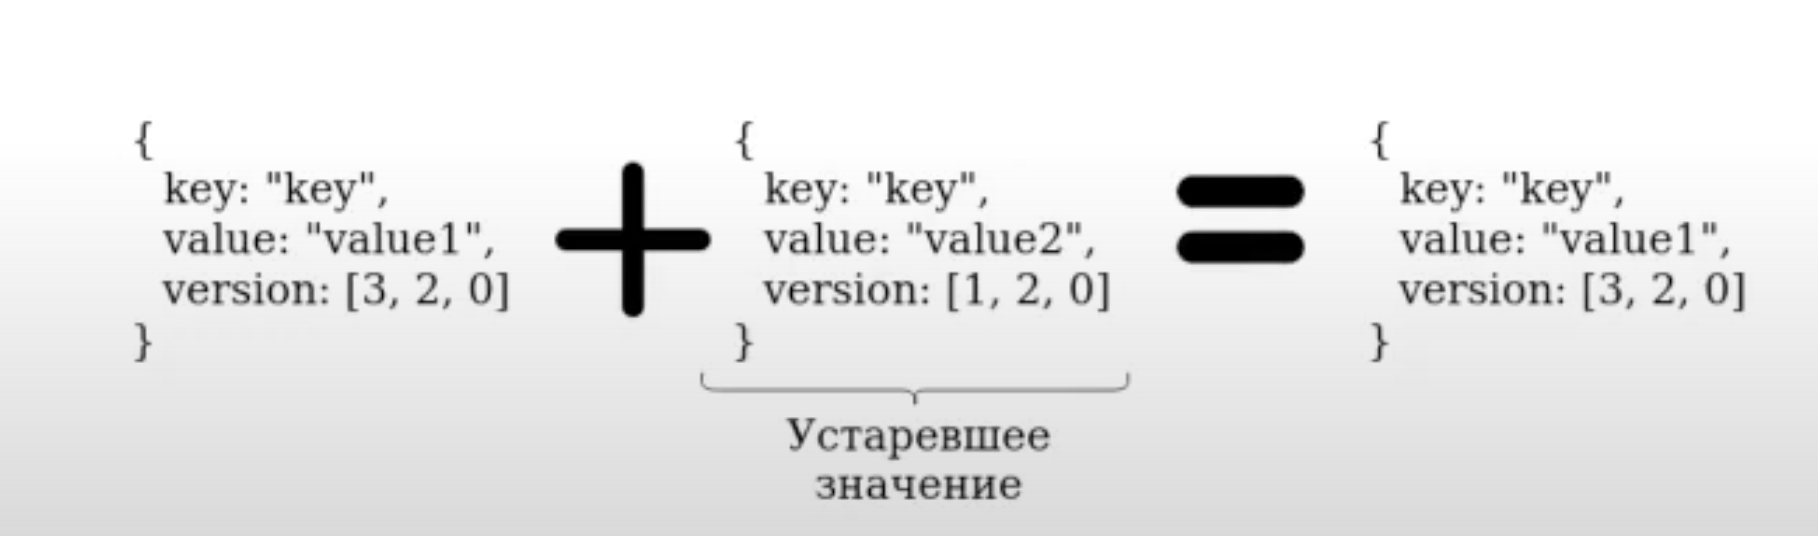 {
key: "key",
value: "value1",
version: [3, 2, 0]
}
+
{
key: "key",
value: "value2",
version: [1, 2, 0]
}
Устаревшее
значение
=
{
key: "key",
value: "value1",
version: [3, 2, 0]
}